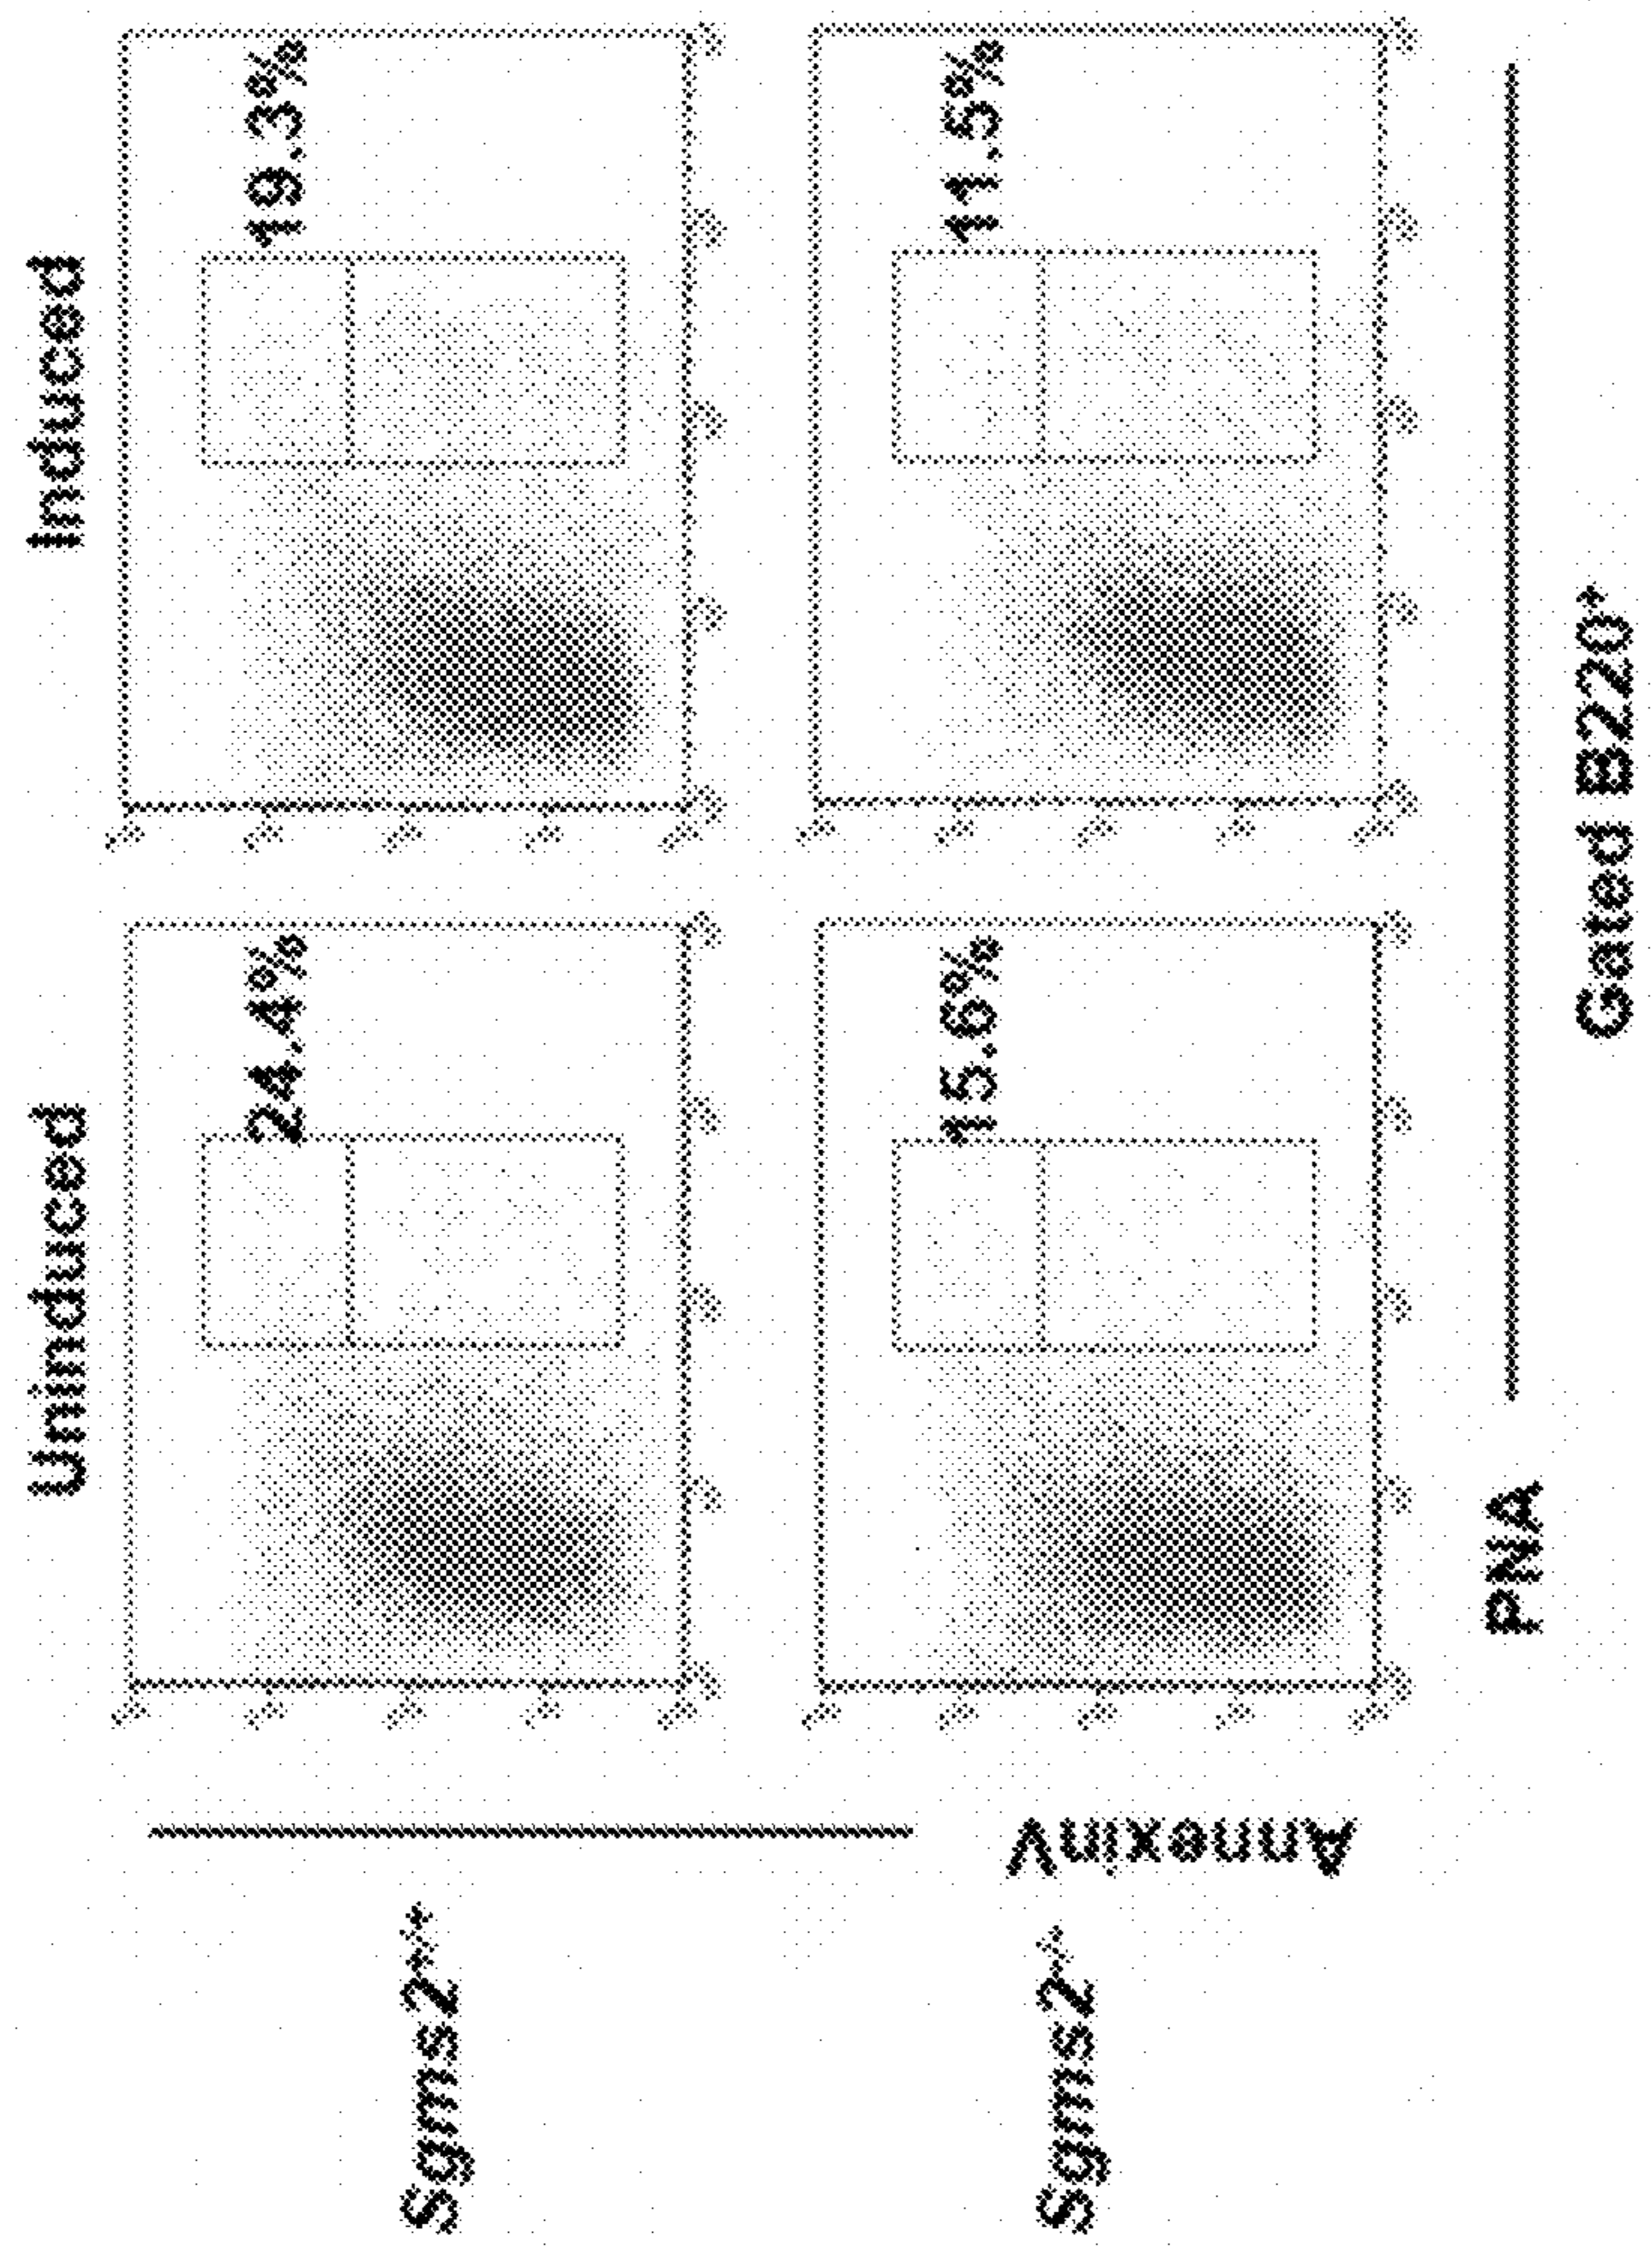 Uninduced Induced
Sgms2+/+
24.4% 19.3%
Sgms2-/-
15.6% 11.5%
AnnexinV
PNA
Gated B220+